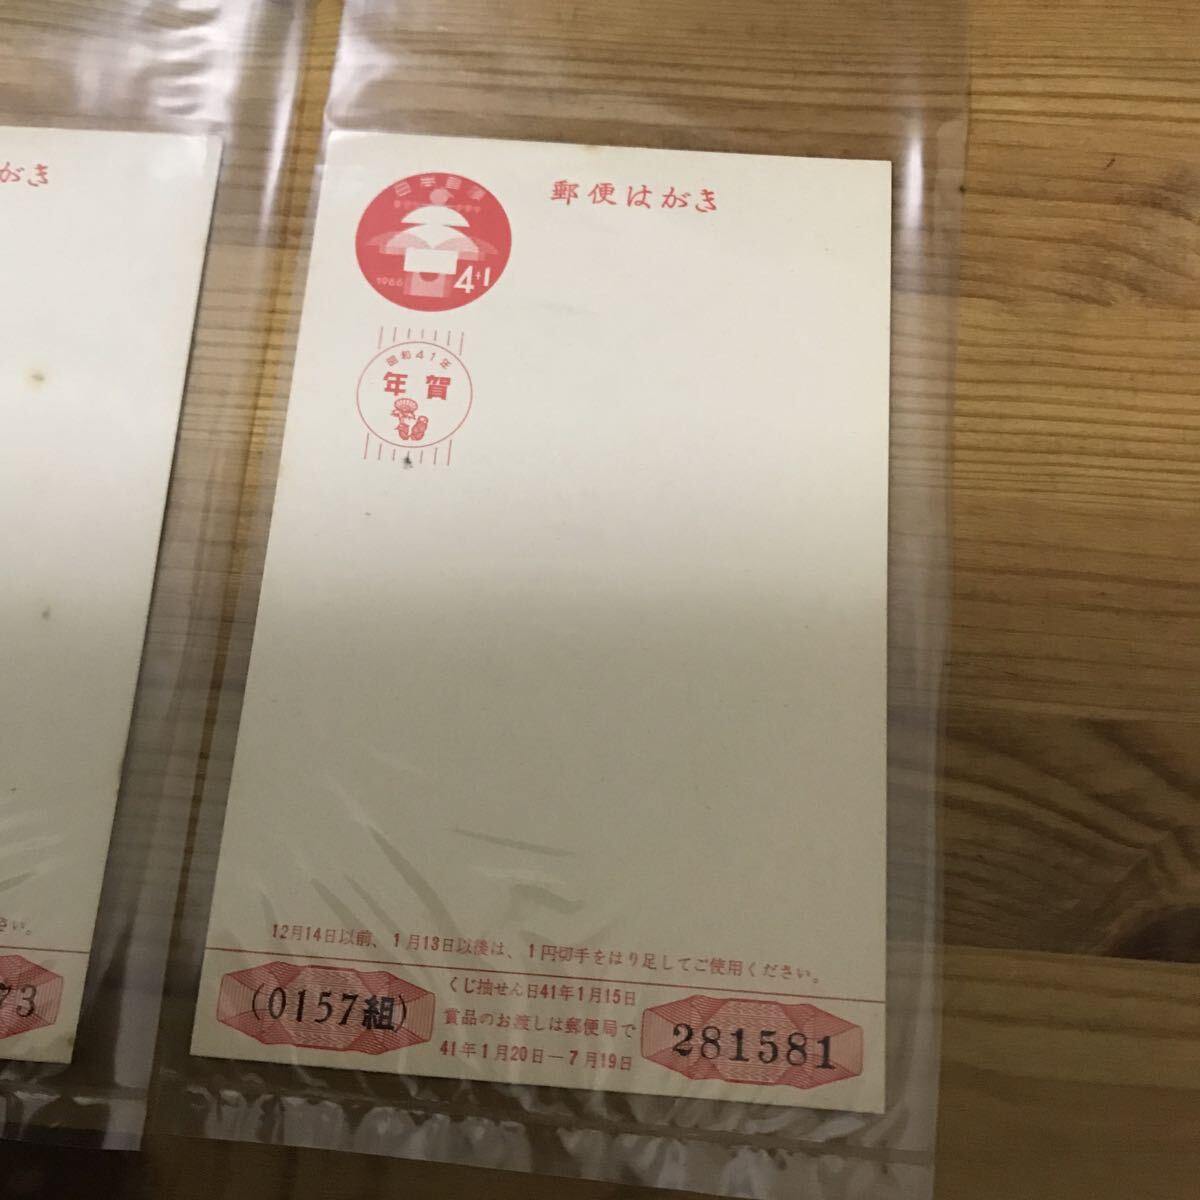 がき
さい。
73
郵便はがき
日本郵便
1966
4+1
昭和41年
年賀
12月14日以前、1月13日以後は、1円切手をはり足してご使用ください。
(0157組)
くじ抽せん日41年1月15日
賞品のお渡しは郵便局で
41年1月20日—7月19日
281581